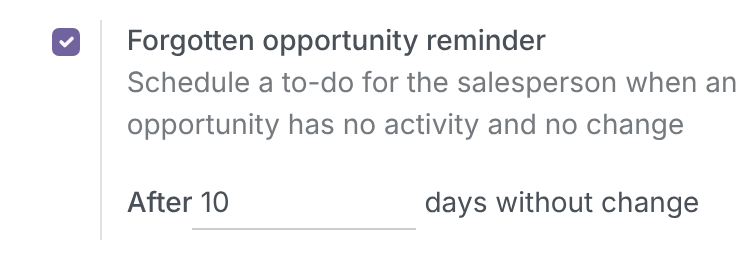 Forgotten opportunity reminder
Schedule a to-do for the salesperson when an
opportunity has no activity and no change
After 10 days without change